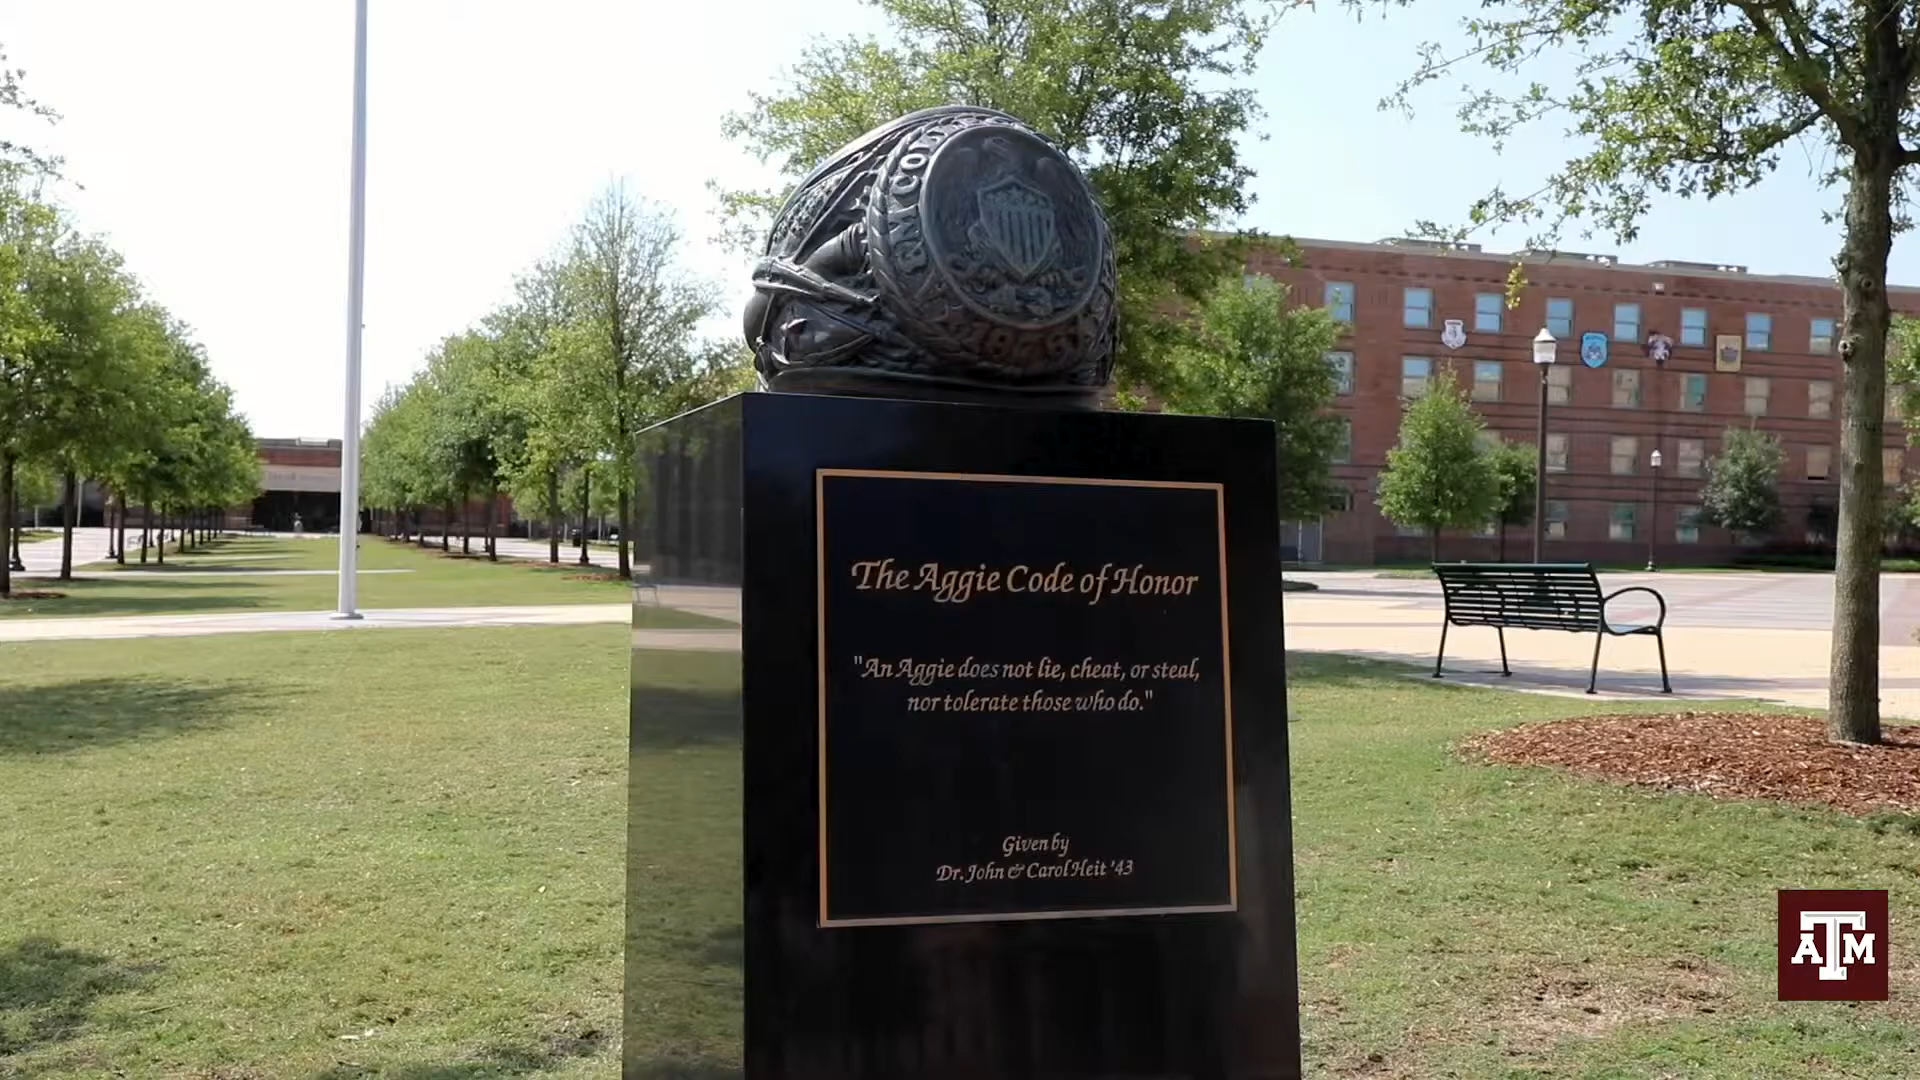 1876
The Aggie Code of Honor
"An Aggie does not lie, cheat, or steal,
nor tolerate those who do."
Given by
Dr. John & Carol Heit '43
ATM